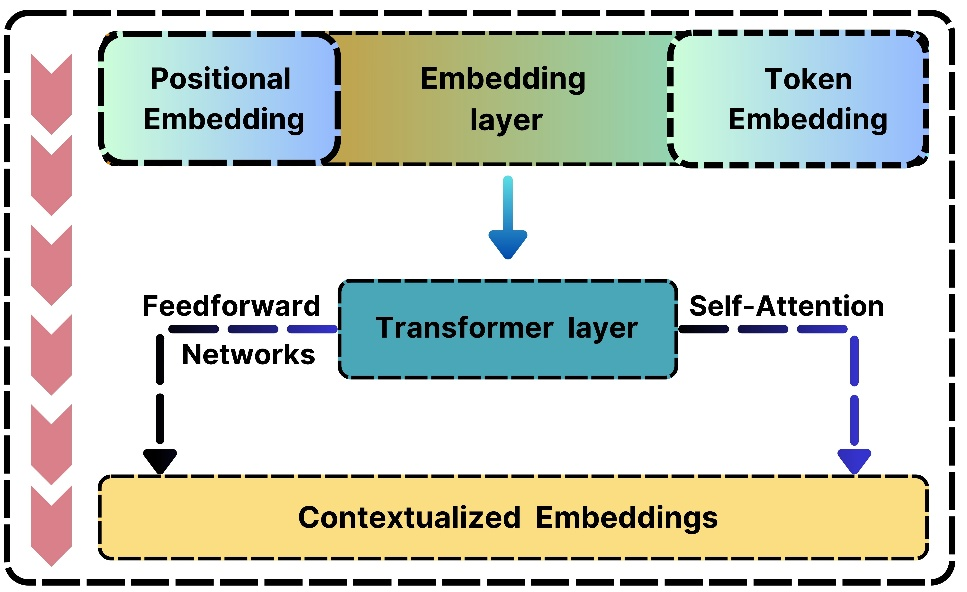 Positional
Embedding
Embedding
layer
Token
Embedding
Feedforward
Networks
Transformer layer
Self-Attention
Contextualized Embeddings